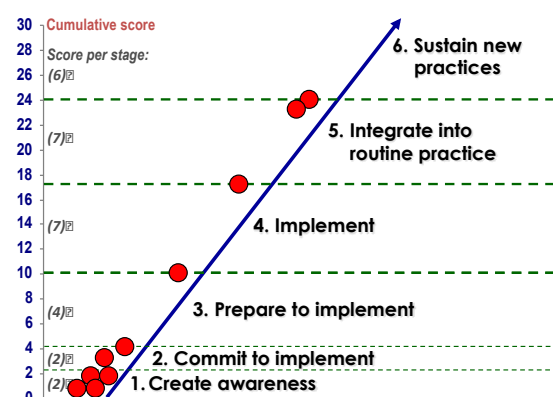 30 Cumulative score
28
Score per stage:
26 (6)
24
22
20 (7)
18
16
14 (7)
12
10
8
6 (4)
4
2 (2)
0 (2)
6. Sustain new
practices
5. Integrate into
routine practice
4. Implement
3. Prepare to implement
2. Commit to implement
1. Create awareness